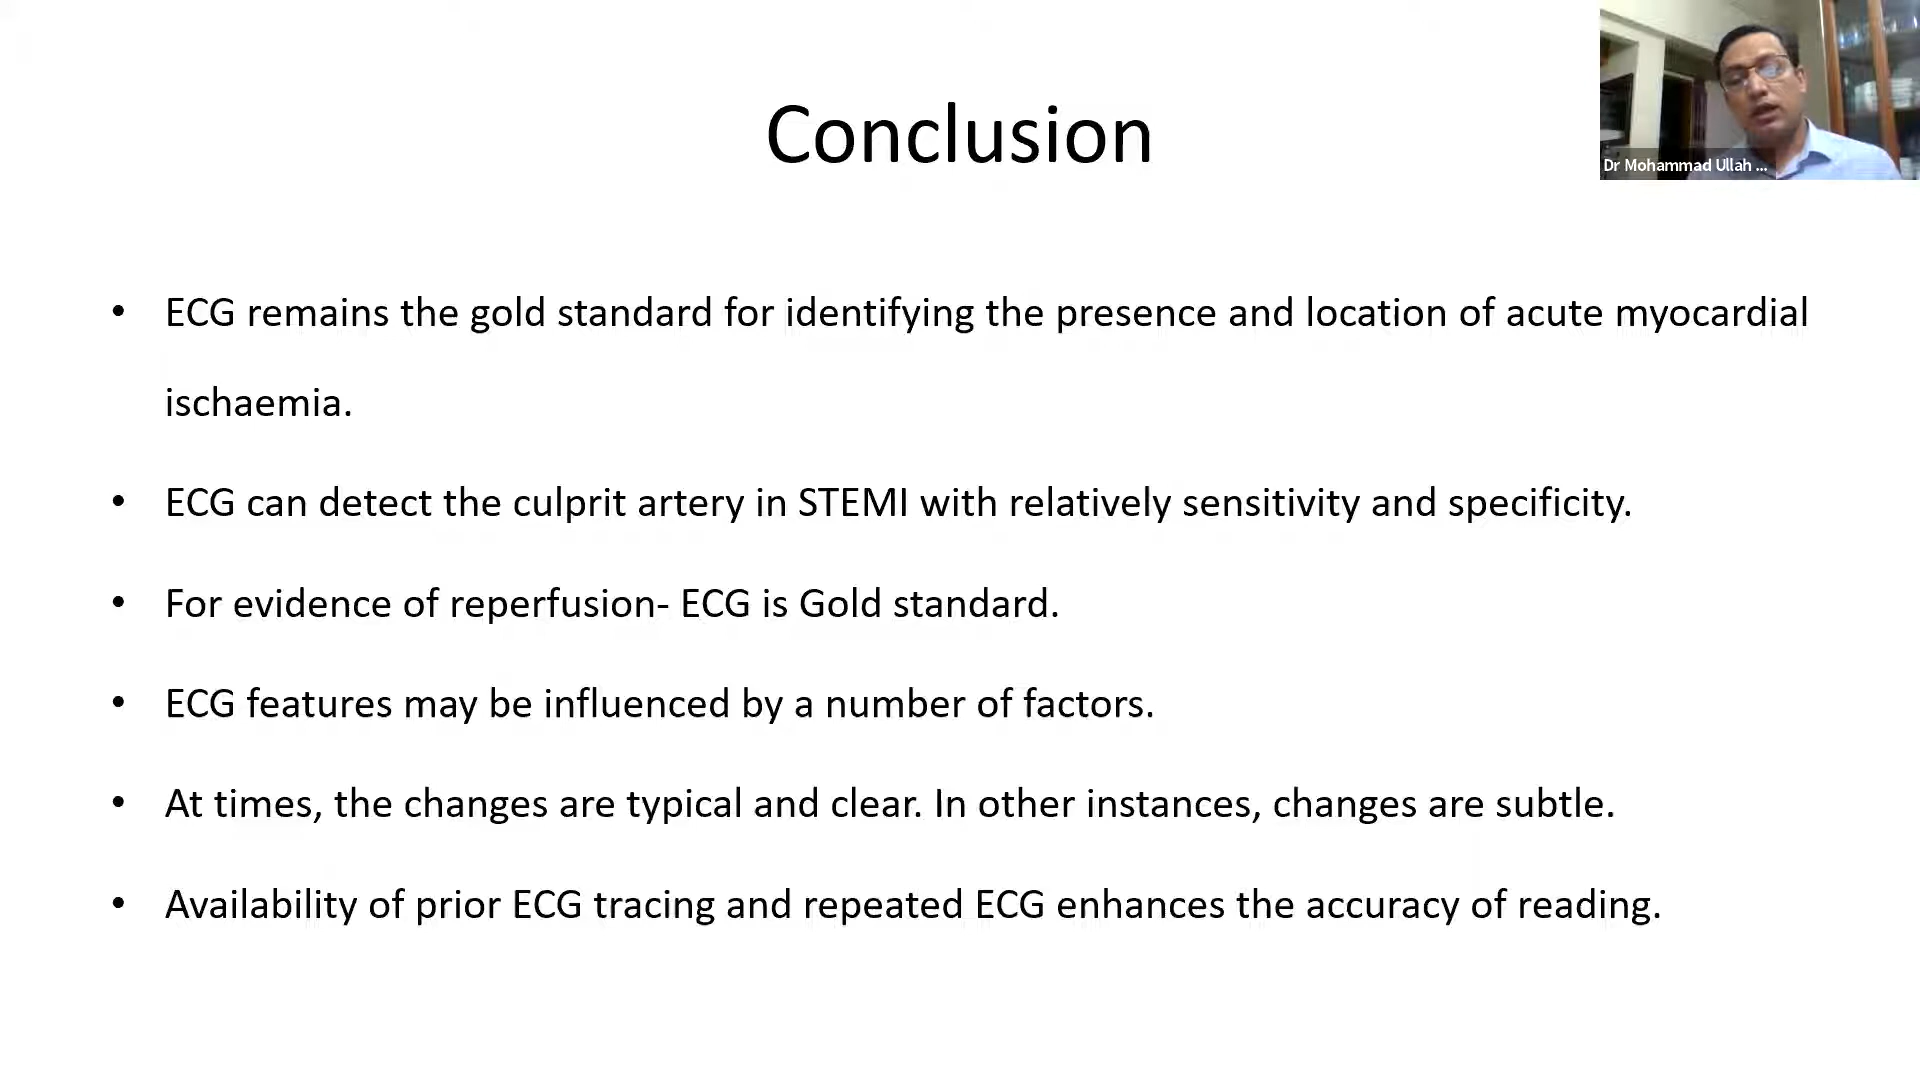 Conclusion
Dr Mohammad Ullah ...
• ECG remains the gold standard for identifying the presence and location of acute myocardial
ischaemia.
• ECG can detect the culprit artery in STEMI with relatively sensitivity and specificity.
• For evidence of reperfusion- ECG is Gold standard.
• ECG features may be influenced by a number of factors.
• At times, the changes are typical and clear. In other instances, changes are subtle.
• Availability of prior ECG tracing and repeated ECG enhances the accuracy of reading.